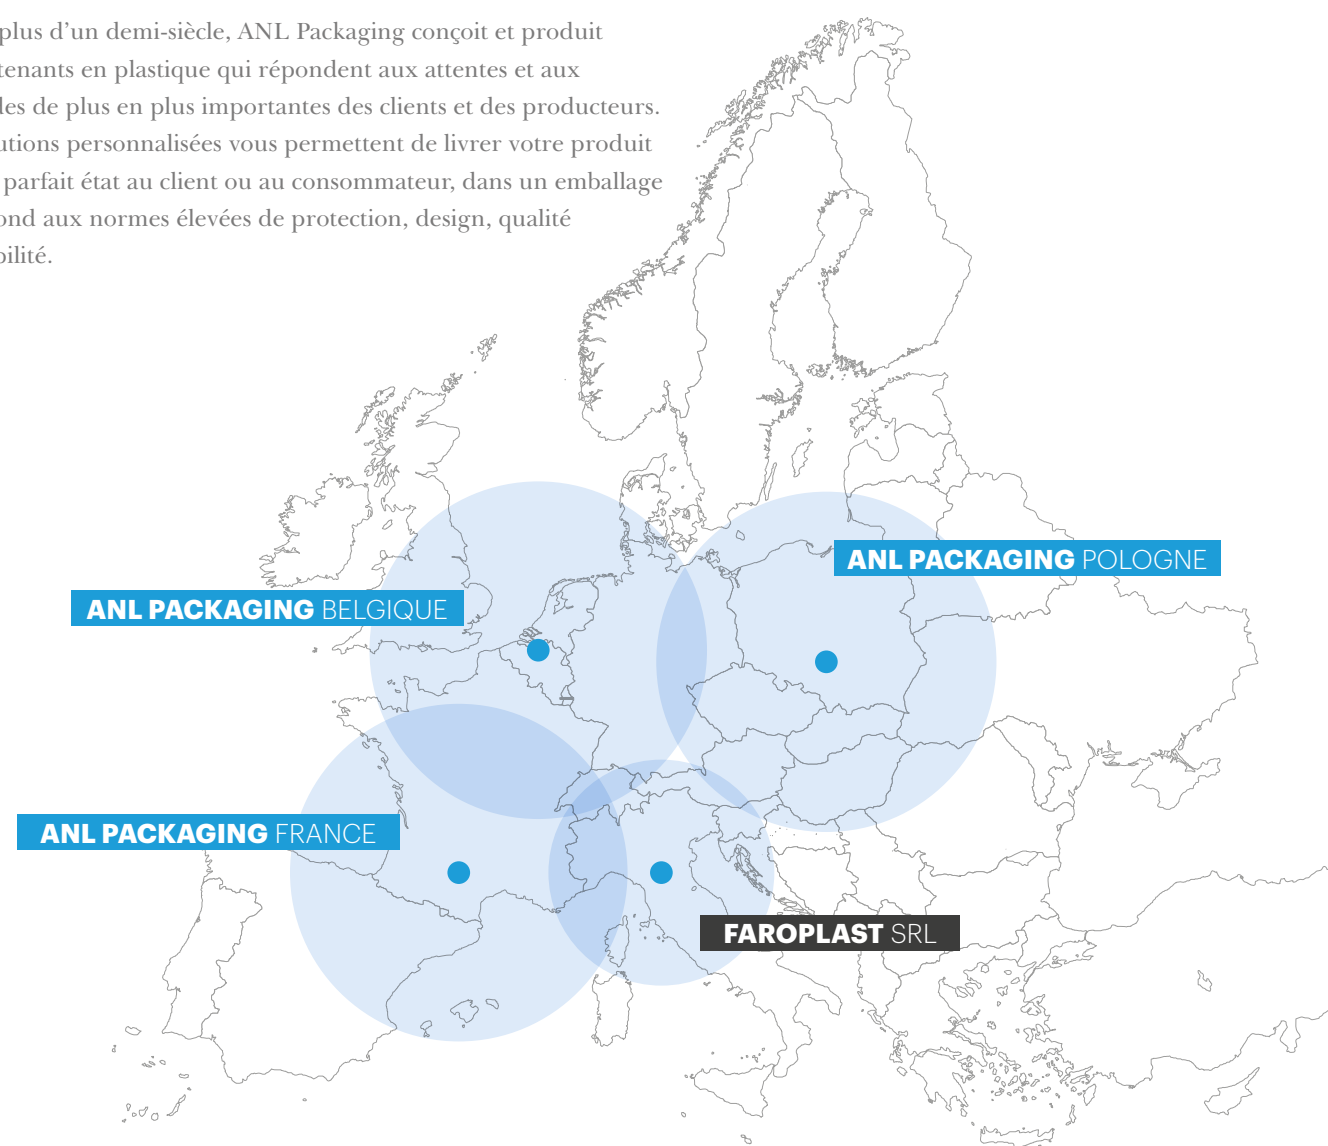 plus d’un demi-siècle, ANL Packaging conçoit et produit
tenants en plastique qui répondent aux attentes et aux
des de plus en plus importantes des clients et des producteurs.
utions personnalisées vous permettent de livrer votre produit
parfait état au client ou au consommateur, dans un emballage
ond aux normes élevées de protection, design, qualité
bilité.
ANL PACKAGING POLOGNE
ANL PACKAGING BELGIQUE
ANL PACKAGING FRANCE
FAROPLAST SRL